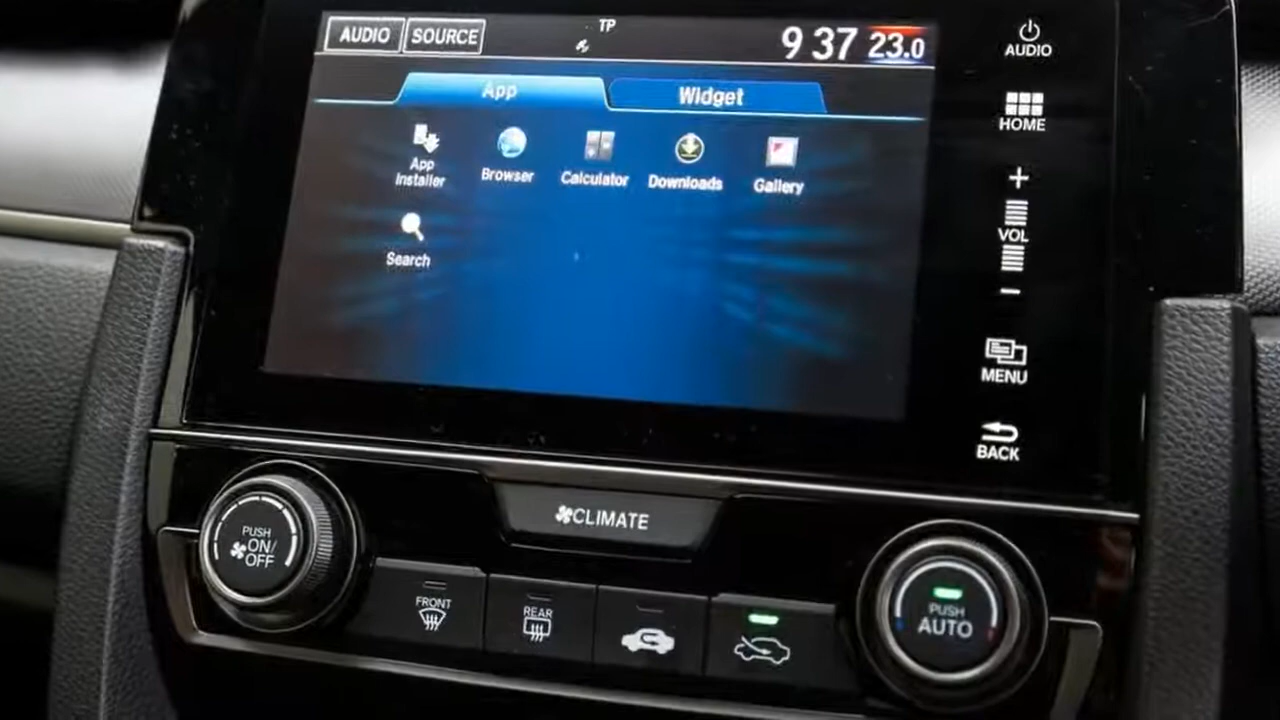 AUDIO SOURCE TP 9 37 23.0
AUDIO
App Widget
HOME
App Installer
Browser
Calculator
Downloads
Gallery
Search
+
VOL
−
MENU
BACK
CLIMATE
PUSH
ON/
OFF
FRONT
REAR
PUSH
AUTO